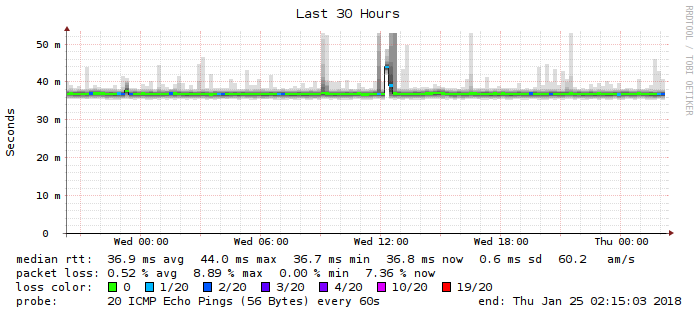 Last 30 Hours
RRDTOOL / TOBI OETIKER
Seconds
50 m
40 m
30 m
20 m
10 m
0
Wed 00:00 Wed 06:00 Wed 12:00 Wed 18:00 Thu 00:00
median rtt: 36.9 ms avg 44.0 ms max 36.7 ms min 36.8 ms now 0.6 ms sd 60.2 am/s
packet loss: 0.52 % avg 8.89 % max 0.00 % min 7.36 % now
loss color: 0 1/20 2/20 3/20 4/20 10/20 19/20
probe: 20 ICMP Echo Pings (56 Bytes) every 60s end: Thu Jan 25 02:15:03 2018